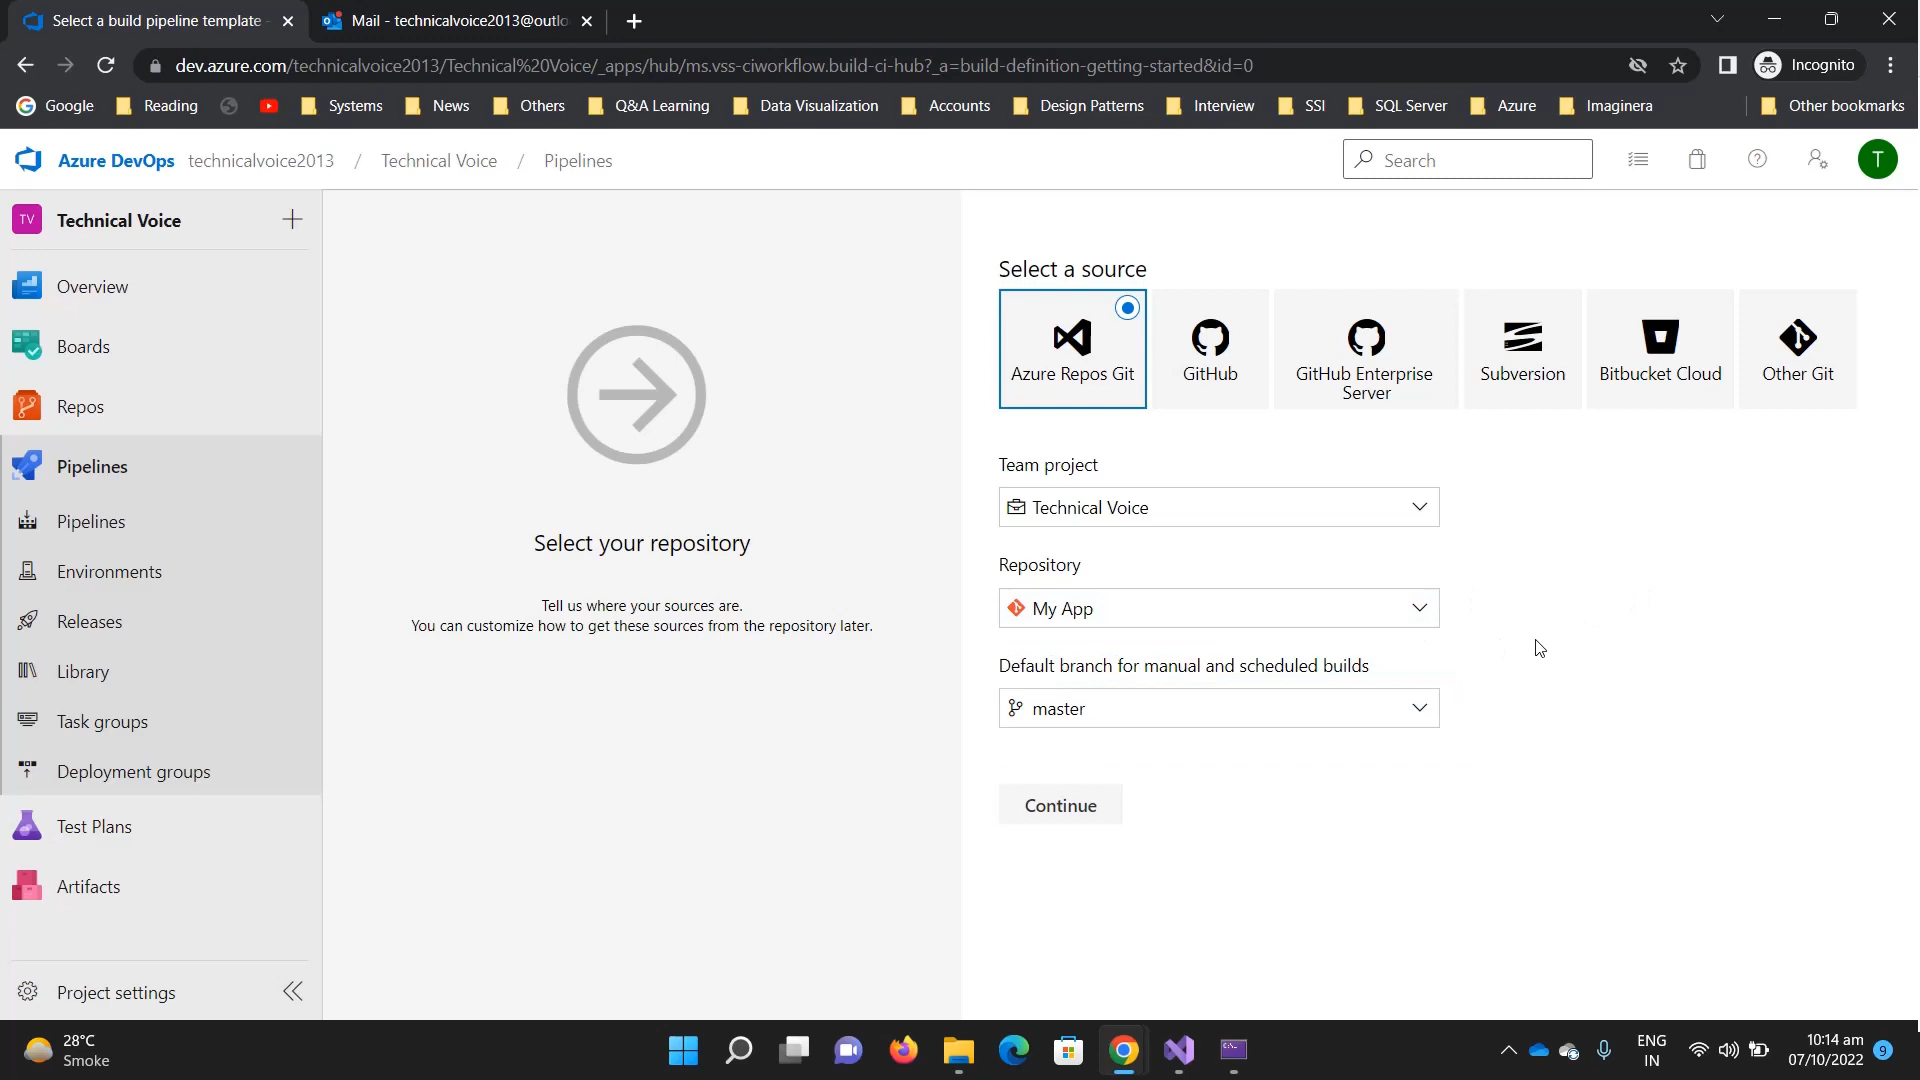 Select a build pipeline template -
Mail - technicalvoice2013@outlo
dev.azure.com/technicalvoice2013/Technical%20Voice/_apps/hub/ms.vss-ciworkflow.build-ci-hub?_a=build-definition-getting-started&id=0
Incognito
Google Reading Systems News Others Q&A Learning Data Visualization Accounts Design Patterns Interview SSI SQL Server Azure Imaginera Other bookmarks
Azure DevOps technicalvoice2013 / Technical Voice / Pipelines
Search
T
TV Technical Voice
Overview
Boards
Repos
Pipelines
Pipelines
Environments
Releases
Library
Task groups
Deployment groups
Test Plans
Artifacts
Project settings
Select your repository
Tell us where your sources are.
You can customize how to get these sources from the repository later.
Select a source
Azure Repos Git
GitHub
GitHub Enterprise
Server
Subversion
Bitbucket Cloud
Other Git
Team project
Technical Voice
Repository
My App
Default branch for manual and scheduled builds
master
Continue
28°C
Smoke
ENG
IN
10:14 am
07/10/2022
9